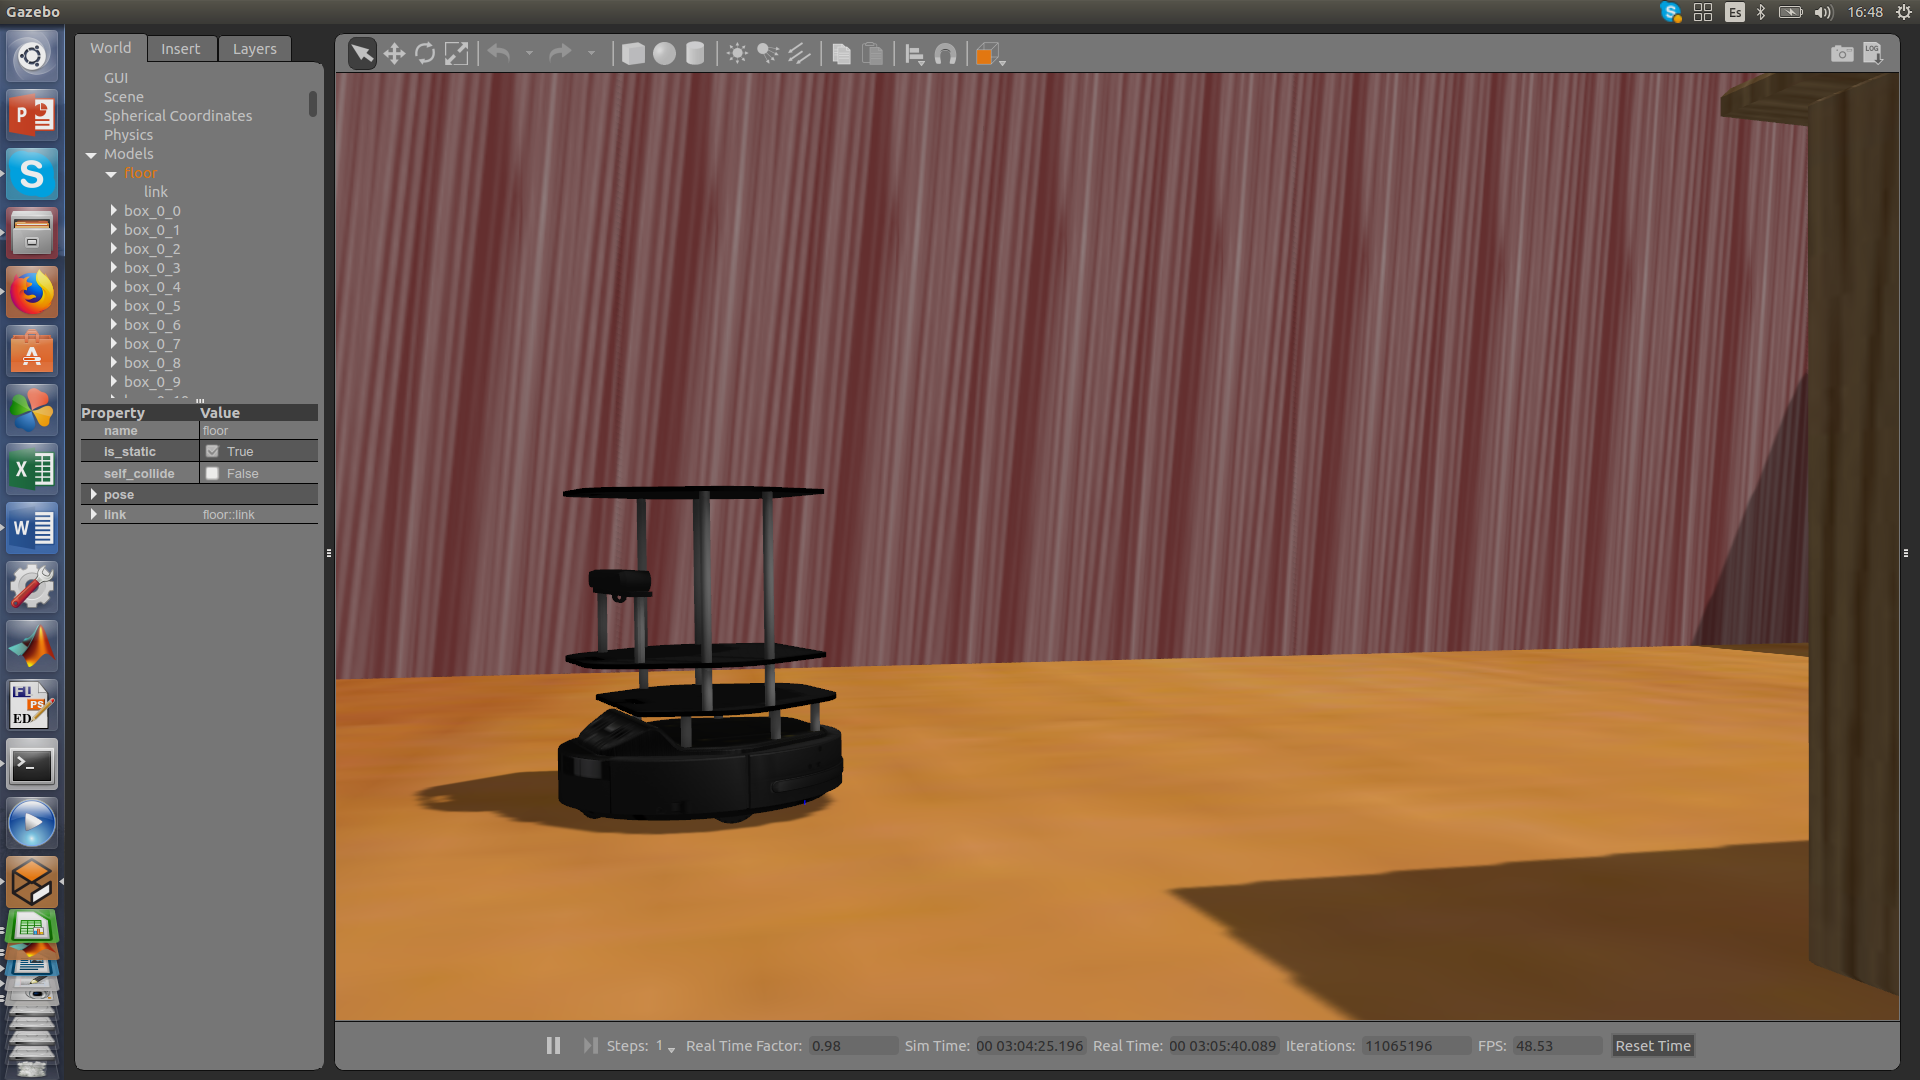 Gazebo
Es
16:48
World
Insert
Layers
LOG
GUI
Scene
Spherical Coordinates
Physics
Models
floor
link
box_0_0
box_0_1
box_0_2
box_0_3
box_0_4
box_0_5
box_0_6
box_0_7
box_0_8
box_0_9
Property Value
name floor
is_static True
self_collide False
pose
link floor::link
Steps: 1
Real Time Factor: 0.98
Sim Time: 00 03:04:25.196
Real Time: 00 03:05:40.089
Iterations: 11065196
FPS: 48.53
Reset Time